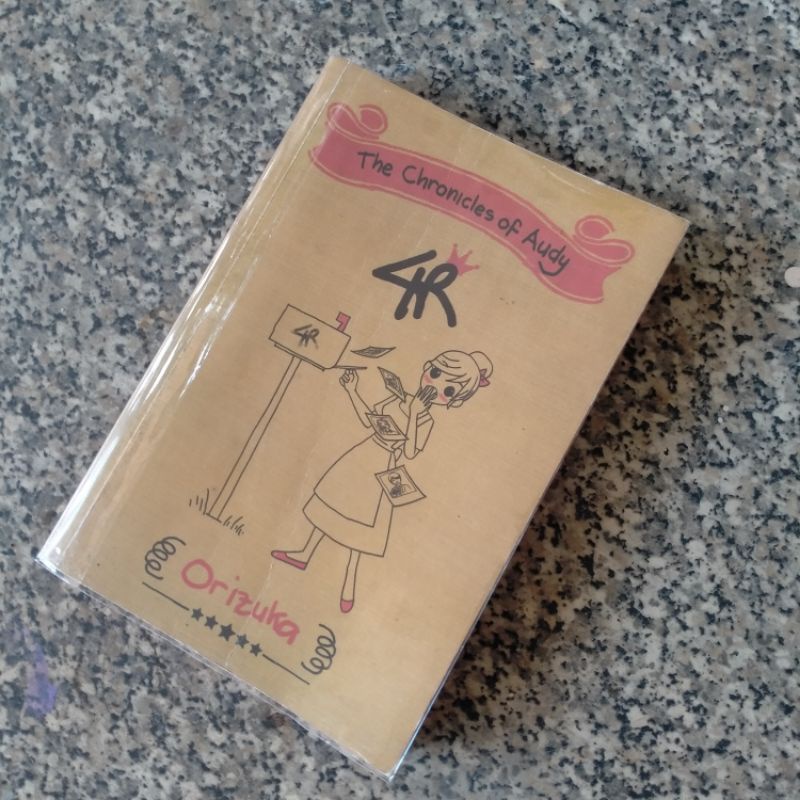 The Chronicles of Audy
4R
4R
Orizuka